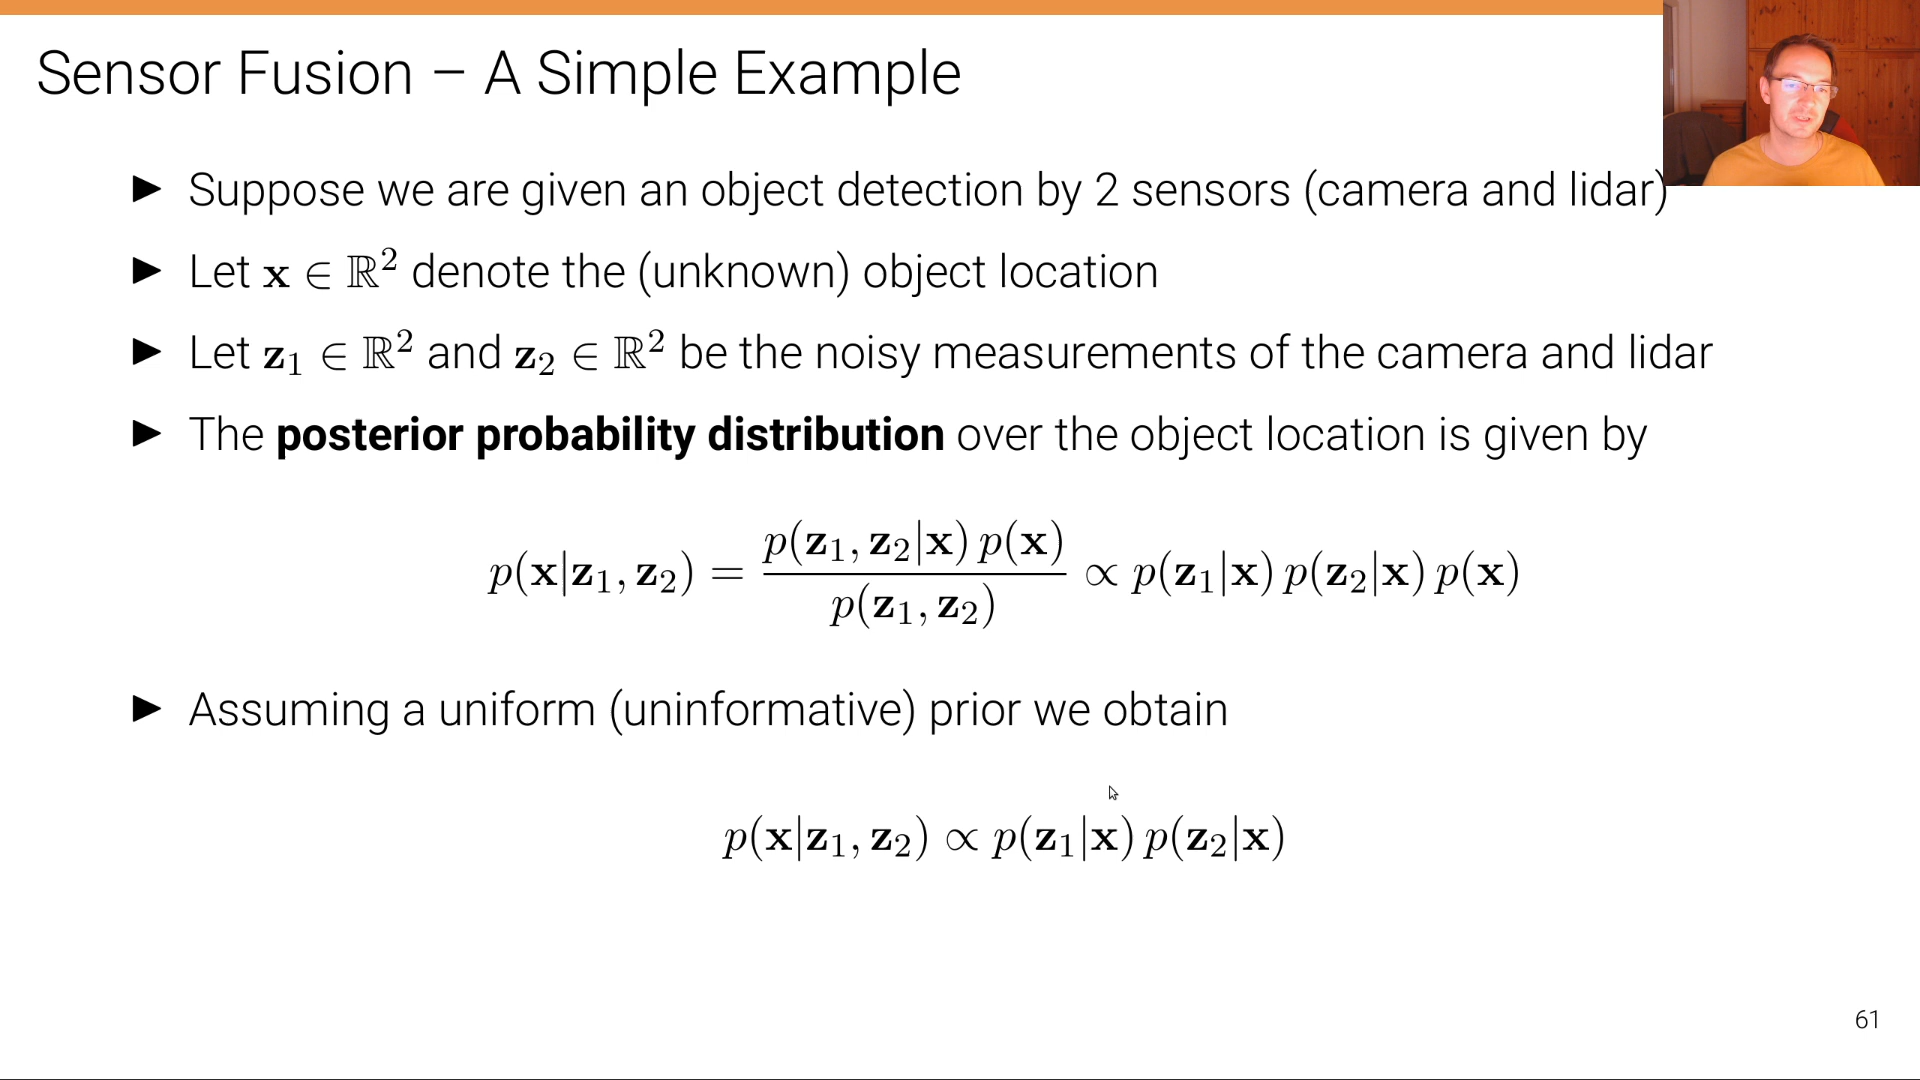 Sensor Fusion – A Simple Example
► Suppose we are given an object detection by 2 sensors (camera and lidar)
► Let 𝐱 ∈ ℝ² denote the (unknown) object location
► Let 𝐳₁ ∈ ℝ² and 𝐳₂ ∈ ℝ² be the noisy measurements of the camera and lidar
► The posterior probability distribution over the object location is given by
p(𝐱|𝐳₁, 𝐳₂) = p(𝐳₁, 𝐳₂|𝐱) p(𝐱) / p(𝐳₁, 𝐳₂) ∝ p(𝐳₁|𝐱) p(𝐳₂|𝐱) p(𝐱)
► Assuming a uniform (uninformative) prior we obtain
p(𝐱|𝐳₁, 𝐳₂) ∝ p(𝐳₁|𝐱) p(𝐳₂|𝐱)
61